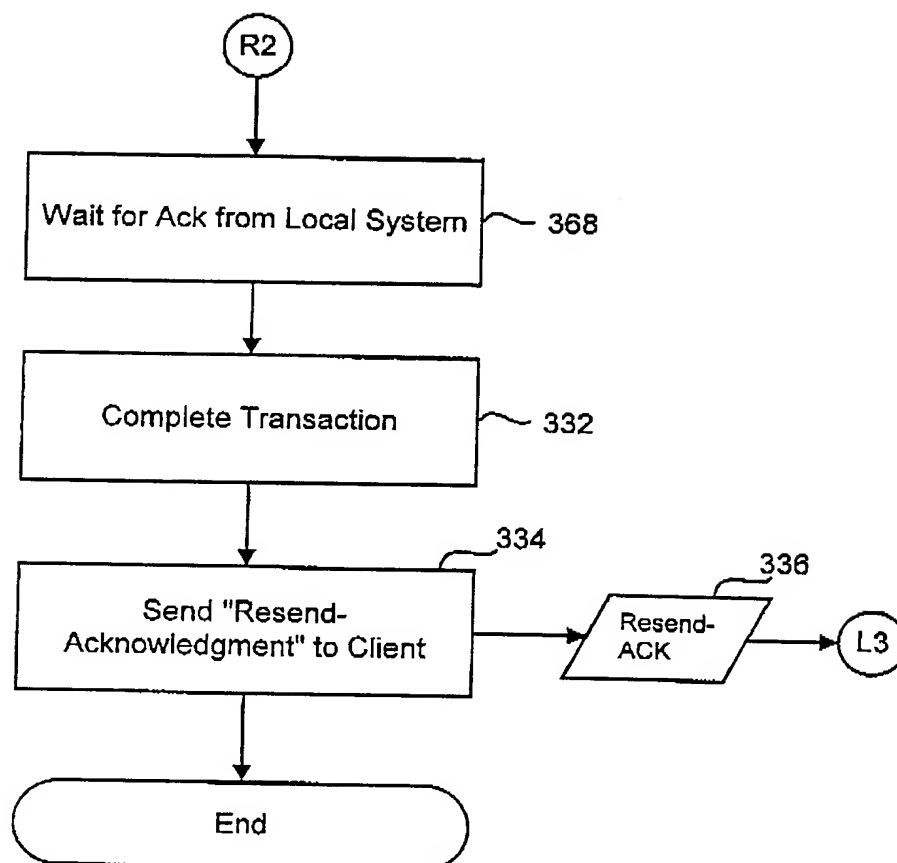 R2
Wait for Ack from Local System
368
Complete Transaction
332
334
Send "Resend-
Acknowledgment" to Client
336
Resend-
ACK
L3
End